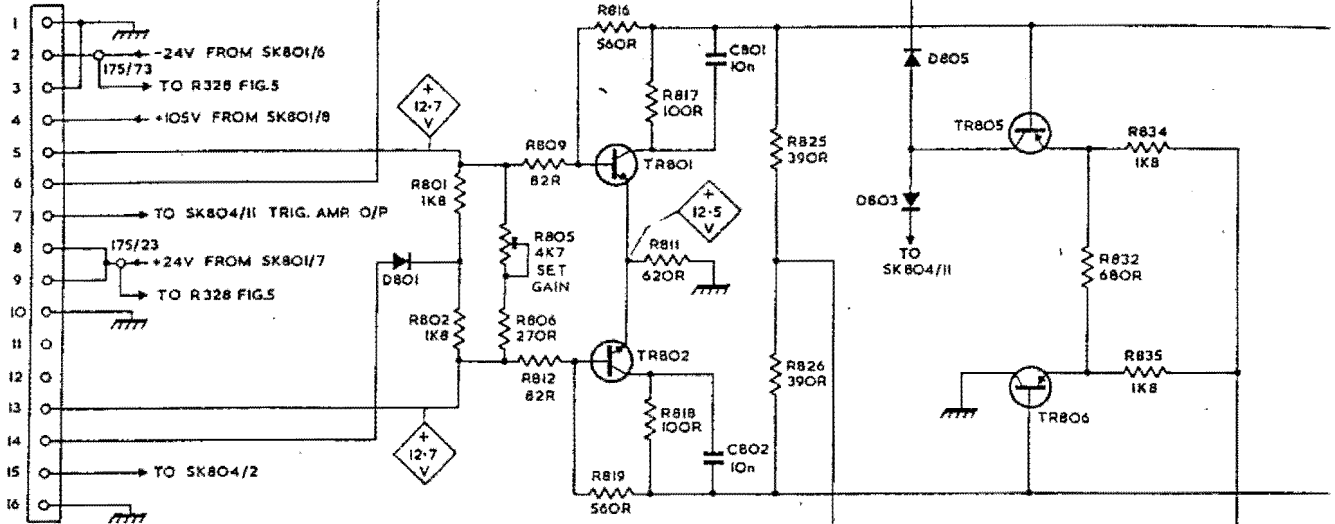 1
2
3
4
5
6
7
8
9
10
11
12
13
14
15
16
-24V FROM SK801/6
175/73
TO R328 FIG.5
+105V FROM SK801/8
TO SK804/11 TRIG. AMP. O/P
175/23
+24V FROM SK801/7
TO R328 FIG.5
TO SK804/2
+
12·7
V
+
12·7
V
R801
1K8
D801
R802
1K8
R805
4K7
SET
GAIN
R806
270R
R809
82R
R812
82R
R816
560R
R817
100R
C801
10n
TR801
+
12·5
V
R811
620R
TR802
R818
100R
C802
10n
R819
560R
R825
390R
R826
390R
D805
D803
TO
SK804/11
TR805
R834
1K8
R832
680R
R835
1K8
TR806